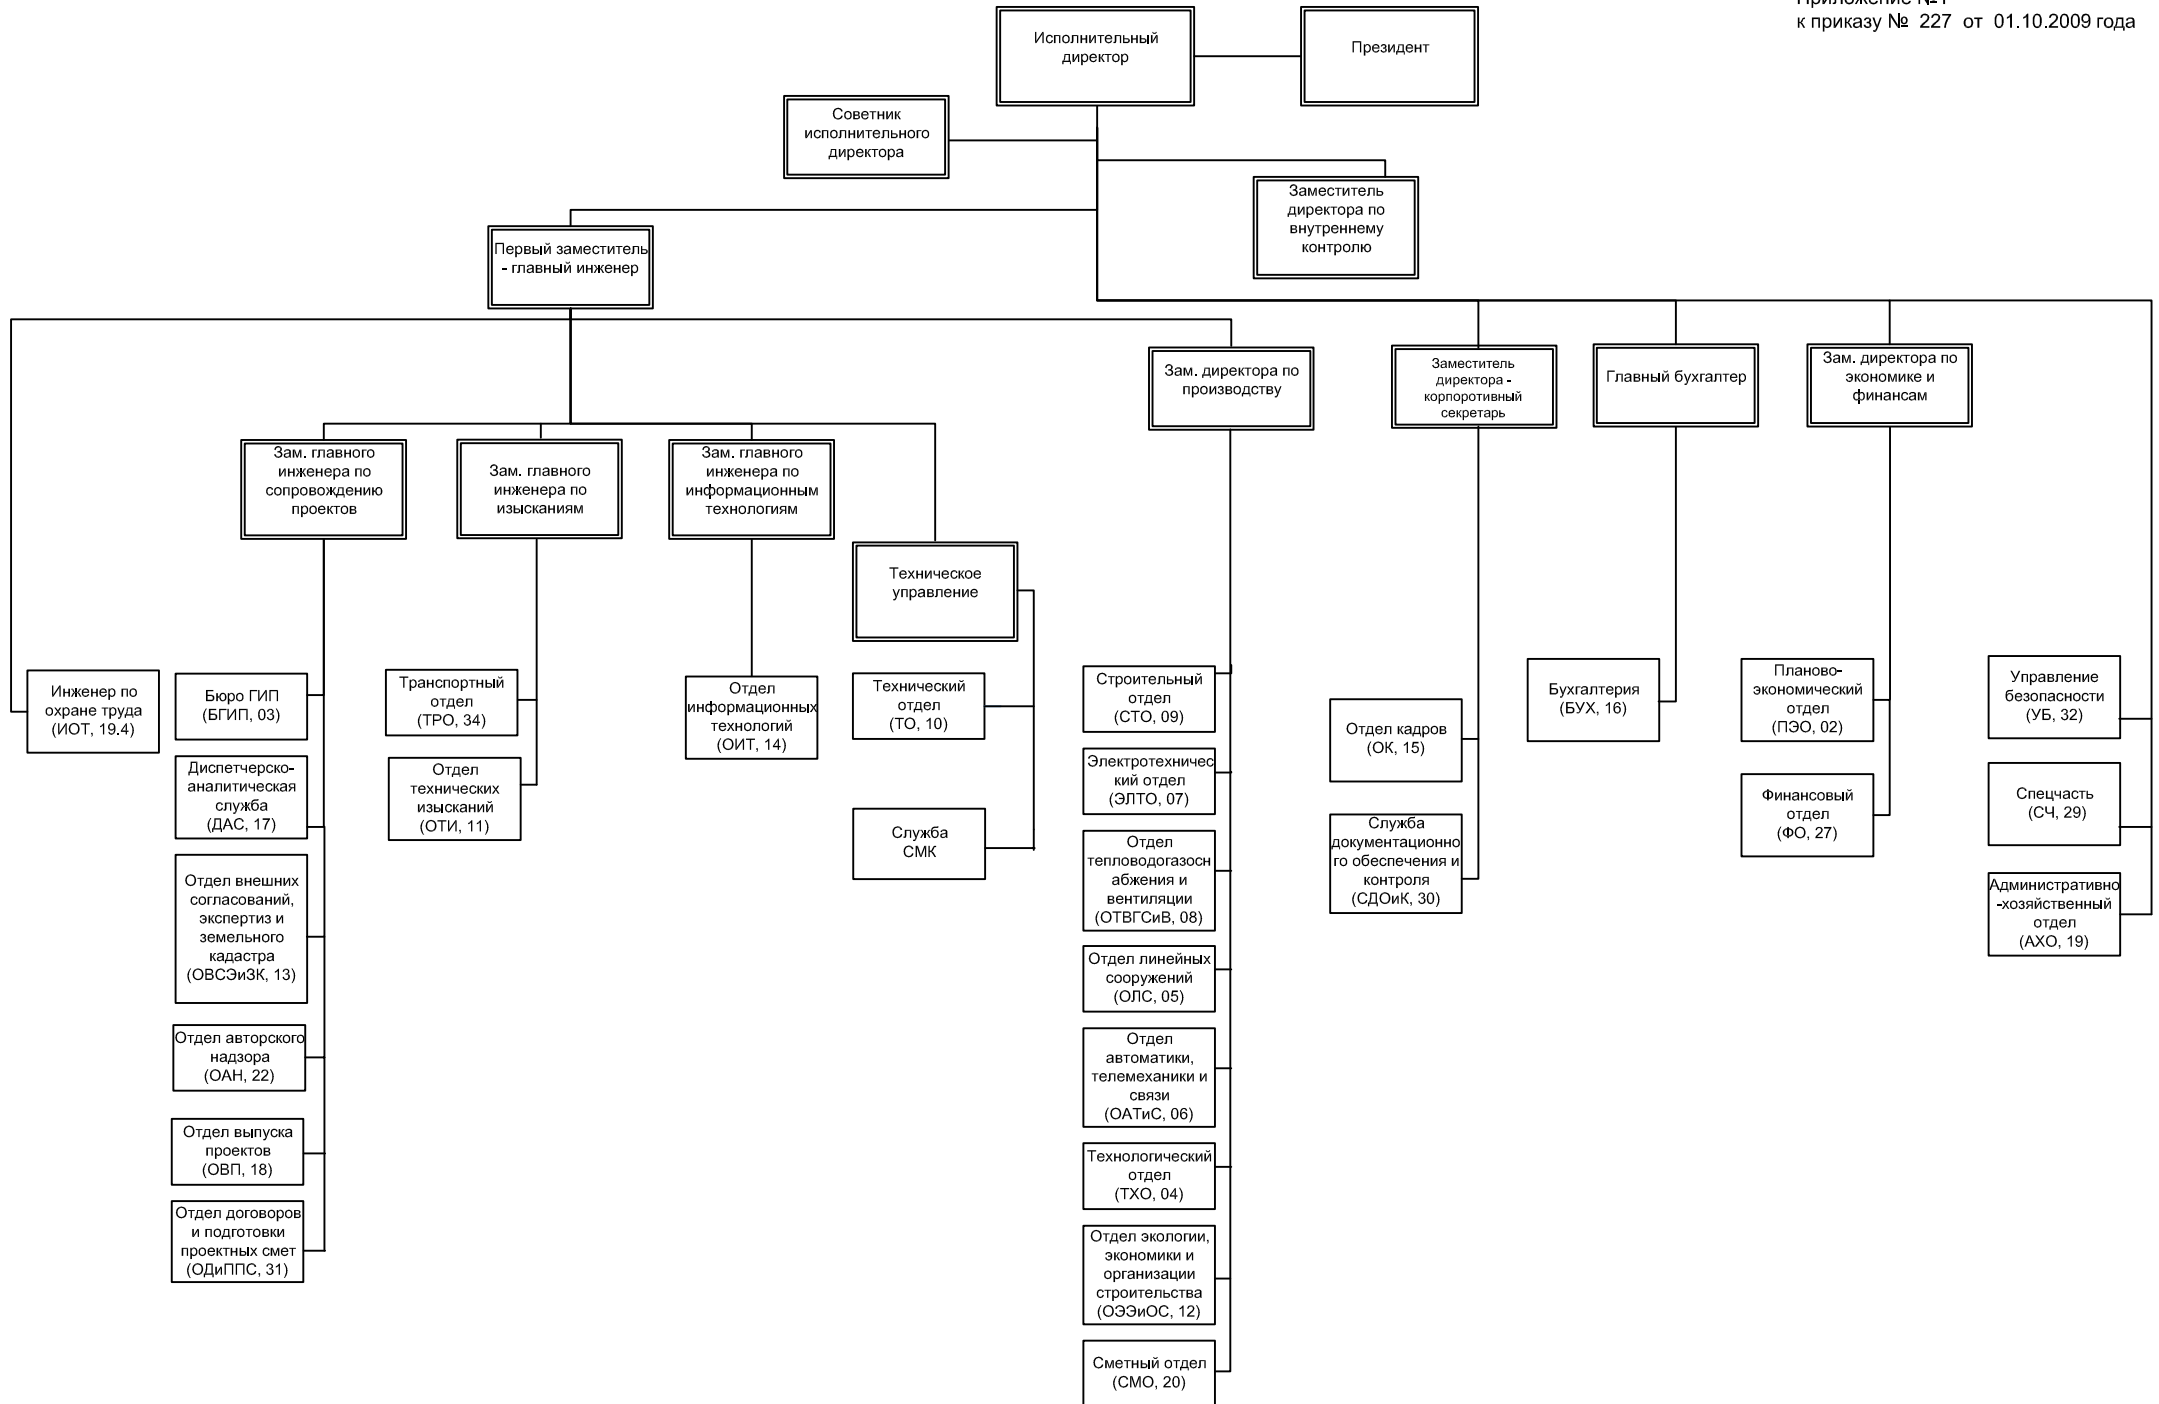 Приложение №1
к приказу № 227 от 01.10.2009 года
Исполнительный
директор
Президент
Советник
исполнительного
директора
Заместитель
директора по
внутреннему
контролю
Первый заместитель
- главный инженер
Зам. директора по
производству
Заместитель
директора -
корпоротивный
секретарь
Главный бухгалтер
Зам. директора по
экономике и
финансам
Зам. главного
инженера по
сопровождению
проектов
Зам. главного
инженера по
изысканиям
Зам. главного
инженера по
информационным
технологиям
Техническое
управление
Инженер по
охране труда
(ИОТ, 19.4)
Бюро ГИП
(БГИП, 03)
Диспетчерско-
аналитическая
служба
(ДАС, 17)
Отдел внешних
согласований,
экспертиз и
земельного
кадастра
(ОВСЭиЗК, 13)
Отдел авторского
надзора
(ОАН, 22)
Отдел выпуска
проектов
(ОВП, 18)
Отдел договоров
и подготовки
проектных смет
(ОДиППС, 31)
Транспортный
отдел
(ТРО, 34)
Отдел
технических
изысканий
(ОТИ, 11)
Отдел
информационных
технологий
(ОИТ, 14)
Технический
отдел
(ТО, 10)
Служба
СМК
Строительный
отдел
(СТО, 09)
Электротехничес
кий отдел
(ЭЛТО, 07)
Отдел
тепловодогазосн
абжения и
вентиляции
(ОТВГСиВ, 08)
Отдел линейных
сооружений
(ОЛС, 05)
Отдел
автоматики,
телемеханики и
связи
(ОАТиС, 06)
Технологический
отдел
(ТХО, 04)
Отдел экологии,
экономики и
организации
строительства
(ОЭЭиОС, 12)
Сметный отдел
(СМО, 20)
Отдел кадров
(ОК, 15)
Служба
документационно
го обеспечения и
контроля
(СДОиК, 30)
Бухгалтерия
(БУХ, 16)
Планово-
экономический
отдел
(ПЭО, 02)
Финансовый
отдел
(ФО, 27)
Управление
безопасности
(УБ, 32)
Спецчасть
(СЧ, 29)
Административно
-хозяйственный
отдел
(АХО, 19)